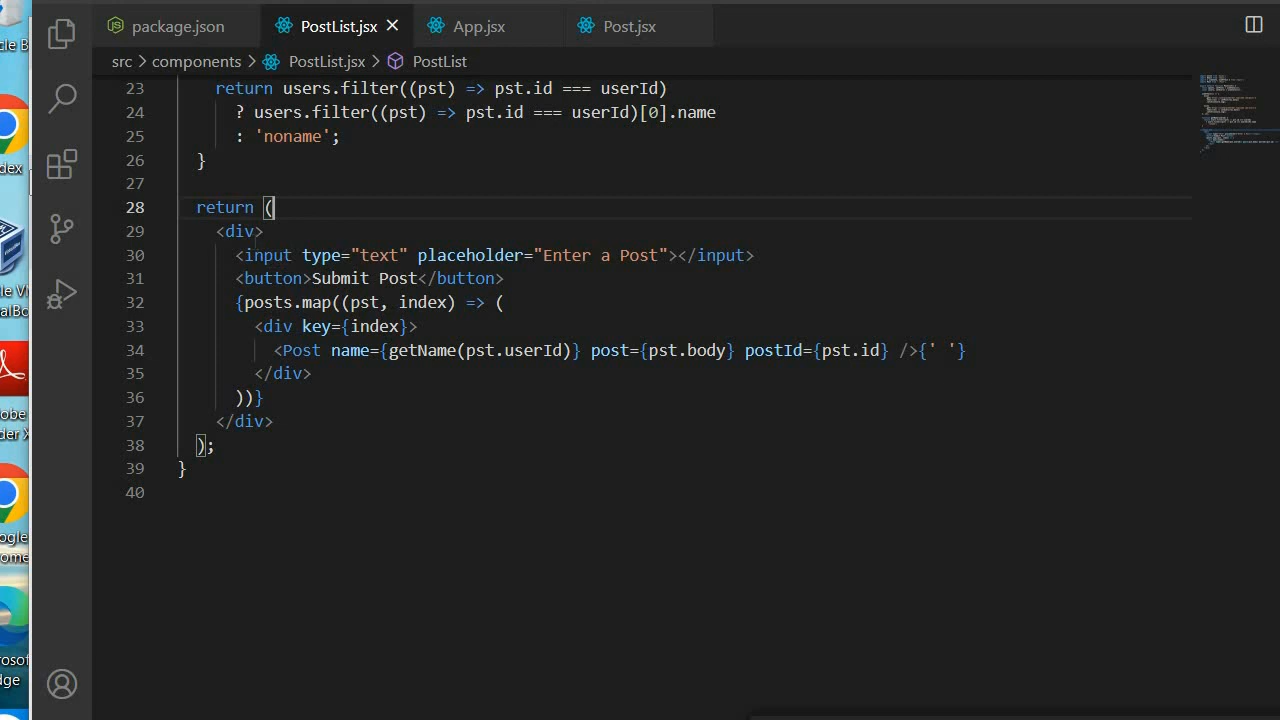 package.json
PostList.jsx
App.jsx
Post.jsx
src > components > PostList.jsx > PostList
23 return users.filter((pst) => pst.id === userId)
24 ? users.filter((pst) => pst.id === userId)[0].name
25 : 'noname';
26 }
27
28 return (
29 <div>
30 <input type="text" placeholder="Enter a Post"></input>
31 <button>Submit Post</button>
32 {posts.map((pst, index) => (
33 <div key={index}>
34 <Post name={getName(pst.userId)} post={pst.body} postId={pst.id} />{' '}
35 </div>
36 ))}
37 </div>
38 );
39 }
40